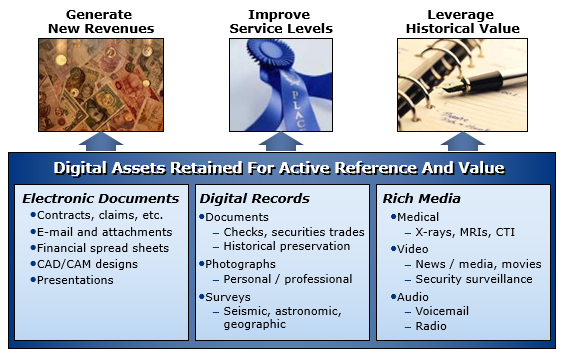 Generate
New Revenues
Improve
Service Levels
Leverage
Historical Value
PLAC
Digital Assets Retained For Active Reference And Value
Electronic Documents
•Contracts, claims, etc.
•E-mail and attachments
•Financial spread sheets
•CAD/CAM designs
•Presentations
Digital Records
•Documents
– Checks, securities trades
– Historical preservation
•Photographs
– Personal / professional
•Surveys
– Seismic, astronomic,
geographic
Rich Media
•Medical
– X-rays, MRIs, CTI
•Video
– News / media, movies
– Security surveillance
•Audio
– Voicemail
– Radio